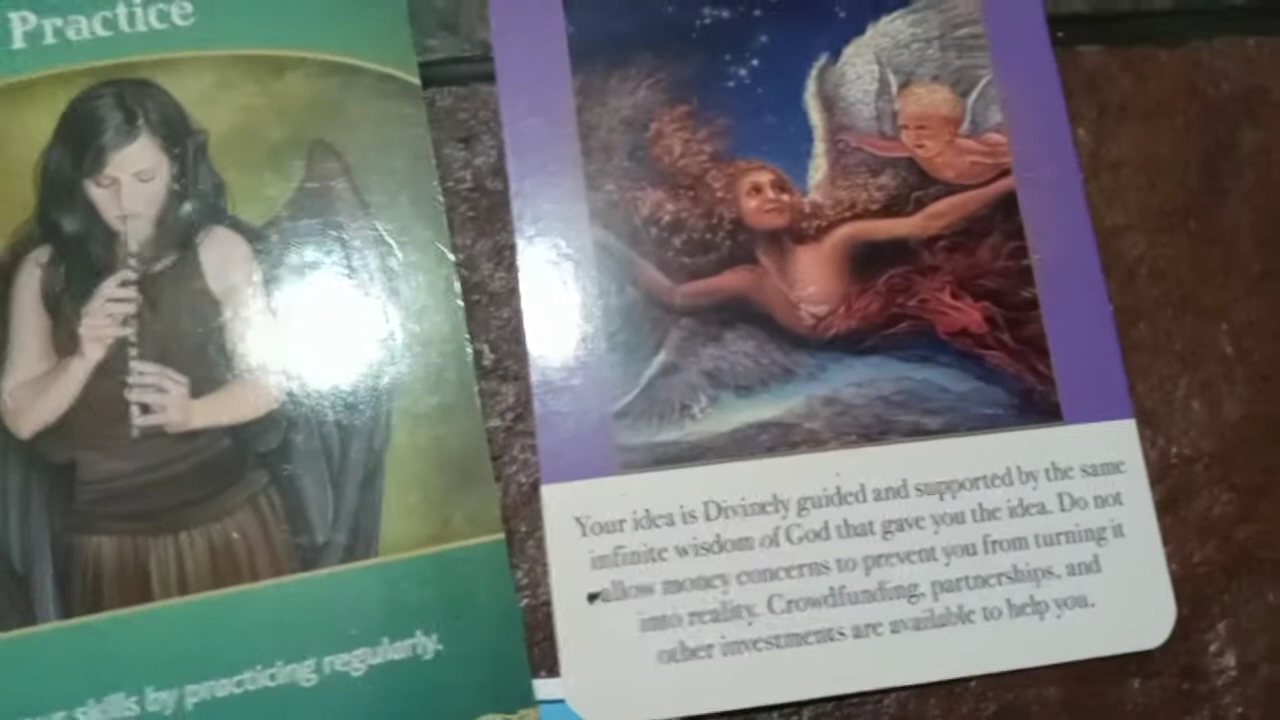 Practice
skills by practicing regularly.
Your idea is Divinely guided and supported by the same
infinite wisdom of God that gave you the idea. Do not
allow money concerns to prevent you from turning it
into reality. Crowdfunding, partnerships, and
other investments are available to help you.